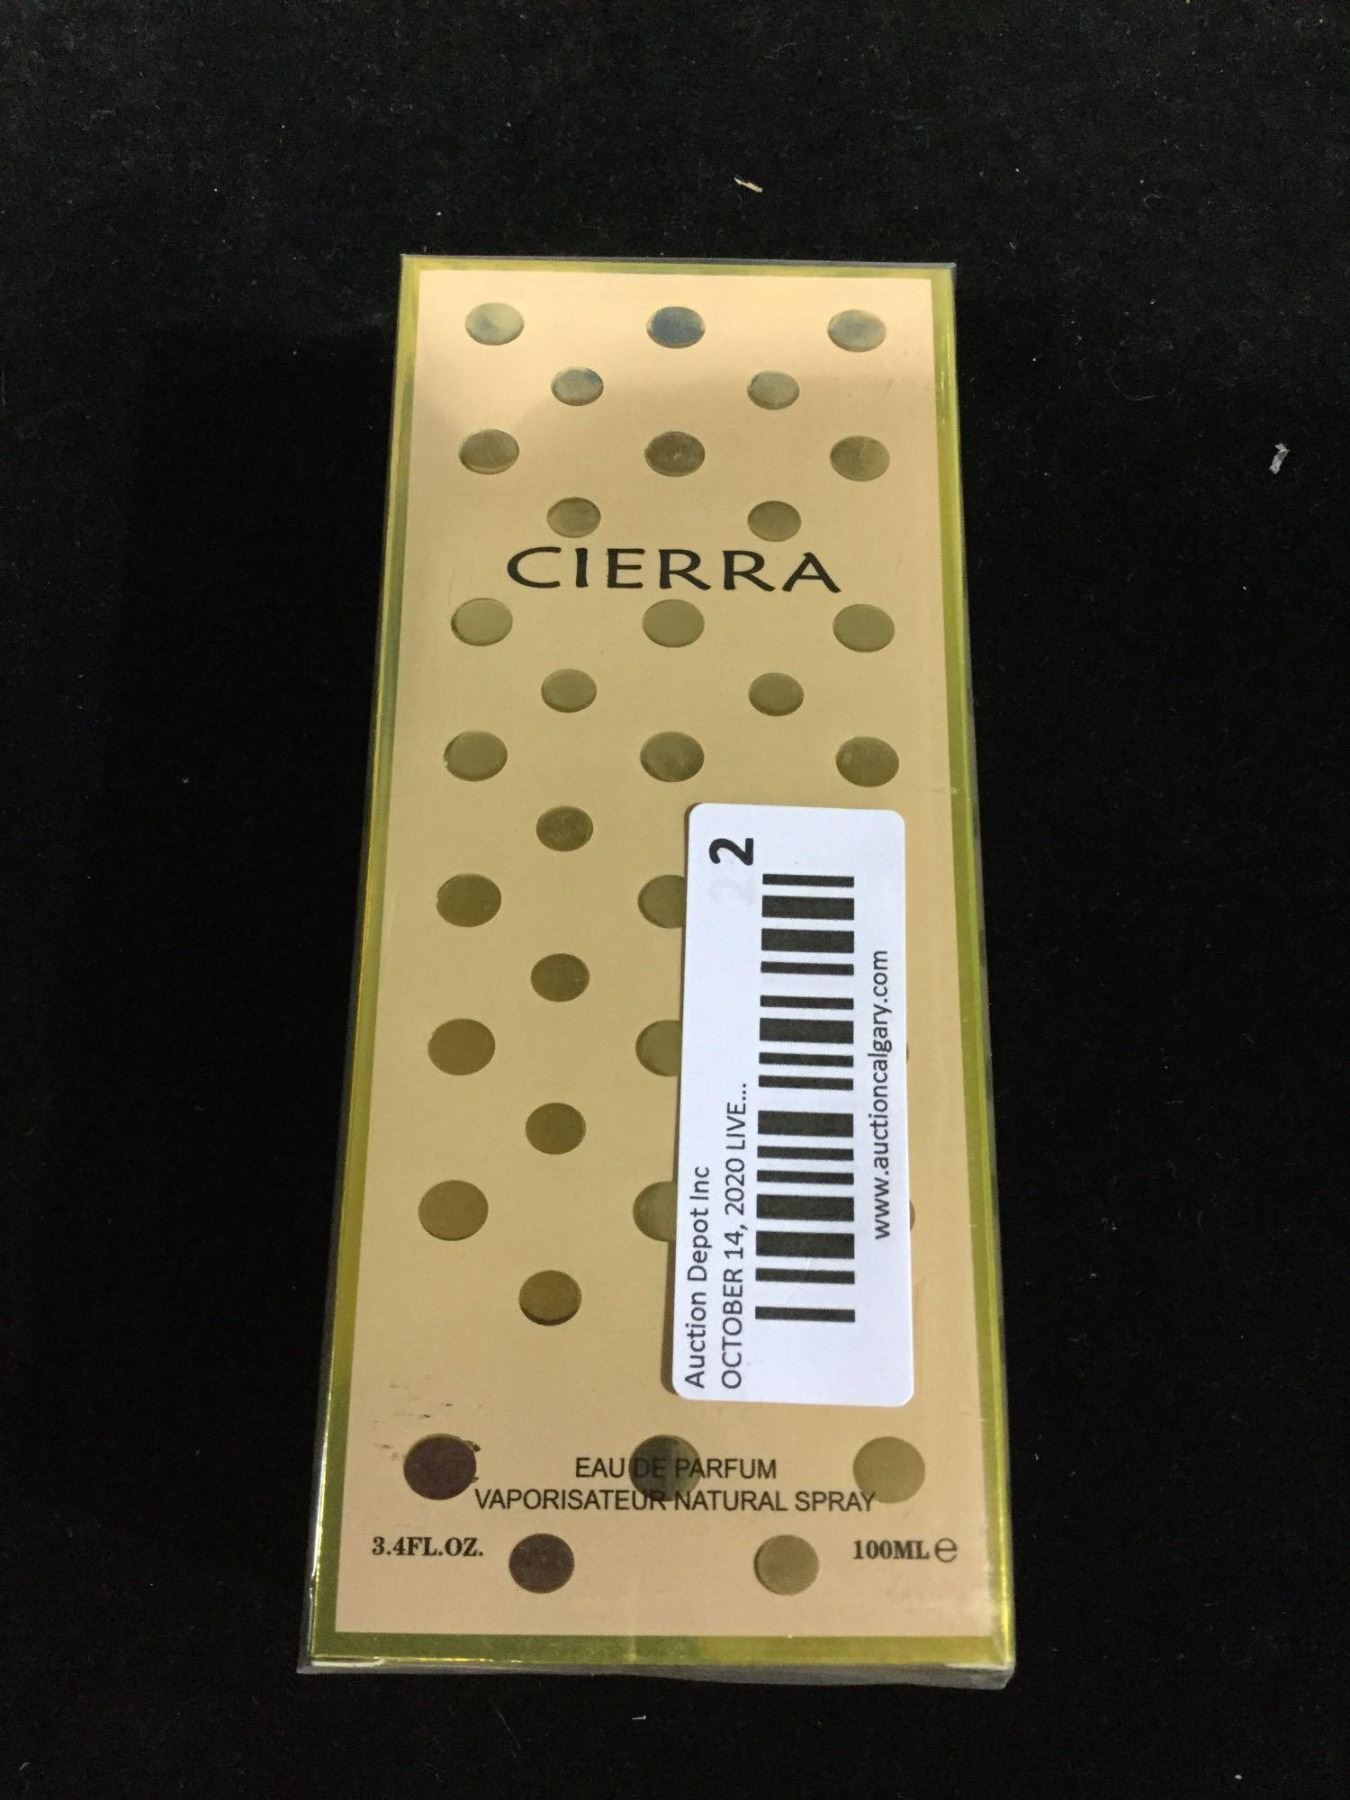 CIERRA
2
Auction Depot Inc
OCTOBER 14, 2020 LIVE...
www.auctioncalgary.com
EAU DE PARFUM
VAPORISATEUR NATURAL SPRAY
3.4FL.OZ.
100ML℮